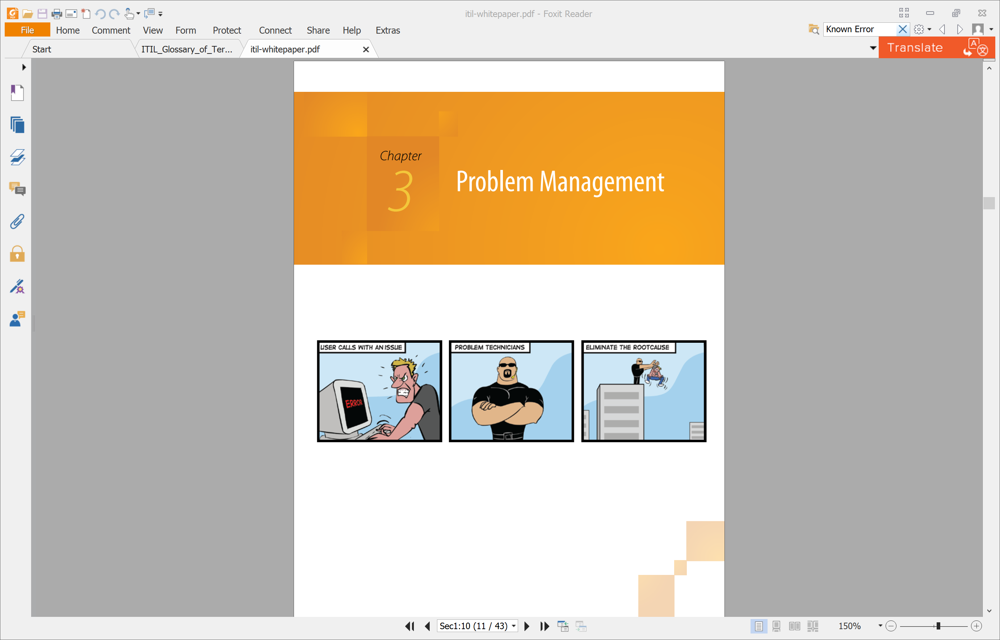 itil-whitepaper.pdf - Foxit Reader
File Home Comment View Form Protect Connect Share Help Extras
Known Error
Start
ITIL_Glossary_of_Ter...
itil-whitepaper.pdf
Translate
Chapter
3
Problem Management
USER CALLS WITH AN ISSUE
ERROR
PROBLEM TECHNICIANS
ELIMINATE THE ROOTCAUSE
Sec1:10 (11 / 43)
150%